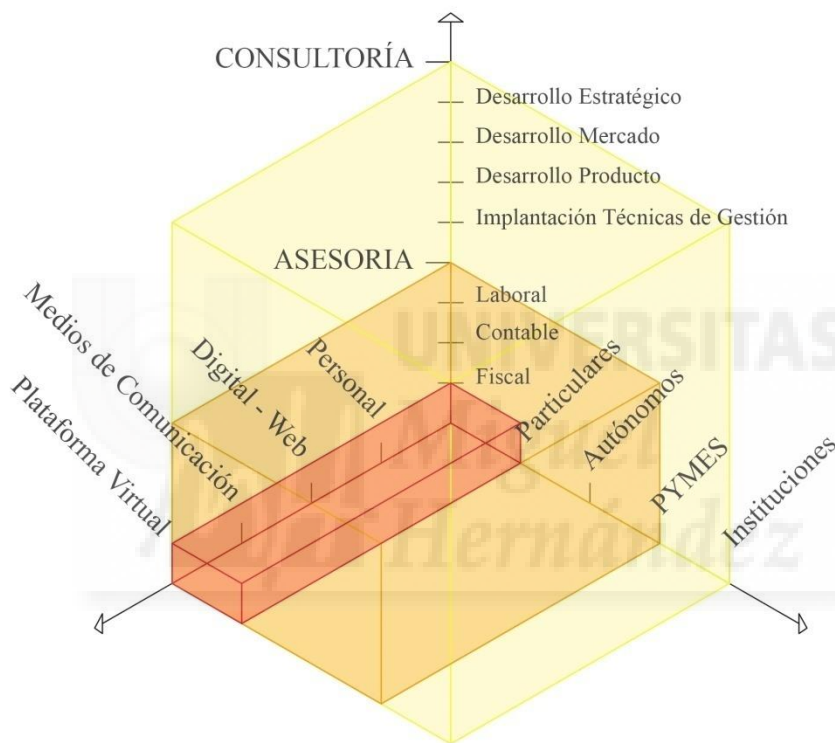 CONSULTORÍA
Desarrollo Estratégico
Desarrollo Mercado
Desarrollo Producto
Implantación Técnicas de Gestión
ASESORIA
Laboral
Contable
Fiscal
Medios de Comunicación
Plataforma Virtual
Digital - Web
Personal
Particulares
Autónomos
PYMES
Instituciones
UNIVERSITAS
Miguel
Hernández